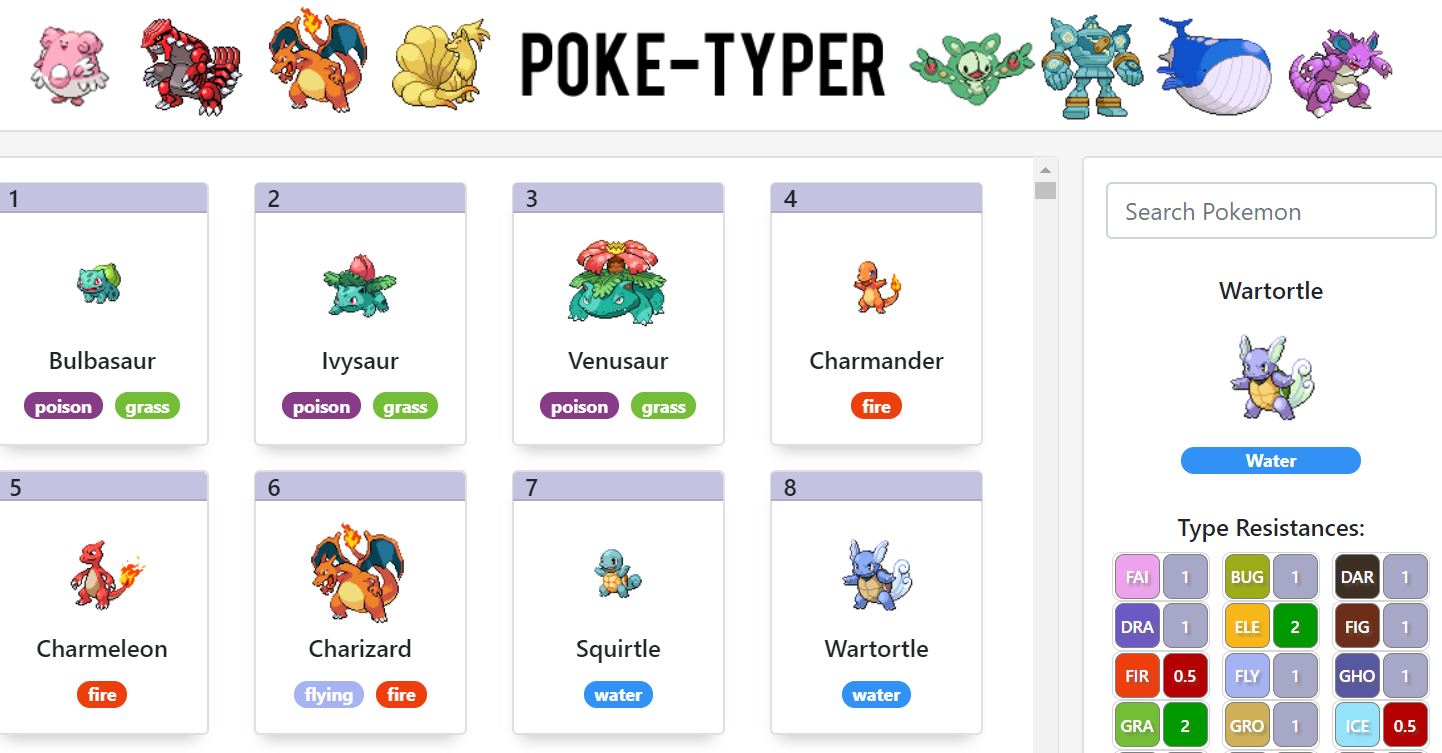 POKE-TYPER
1
2
3
4
Bulbasaur
Ivysaur
Venusaur
Charmander
poison grass
poison grass
poison grass
fire
5
6
7
8
Charmeleon
Charizard
Squirtle
Wartortle
fire
flying fire
water
water
Search Pokemon
Wartortle
Water
Type Resistances:
FAI 1 BUG 1 DAR 1
DRA 1 ELE 2 FIG 1
FIR 0.5 FLY 1 GHO 1
GRA 2 GRO 1 ICE 0.5